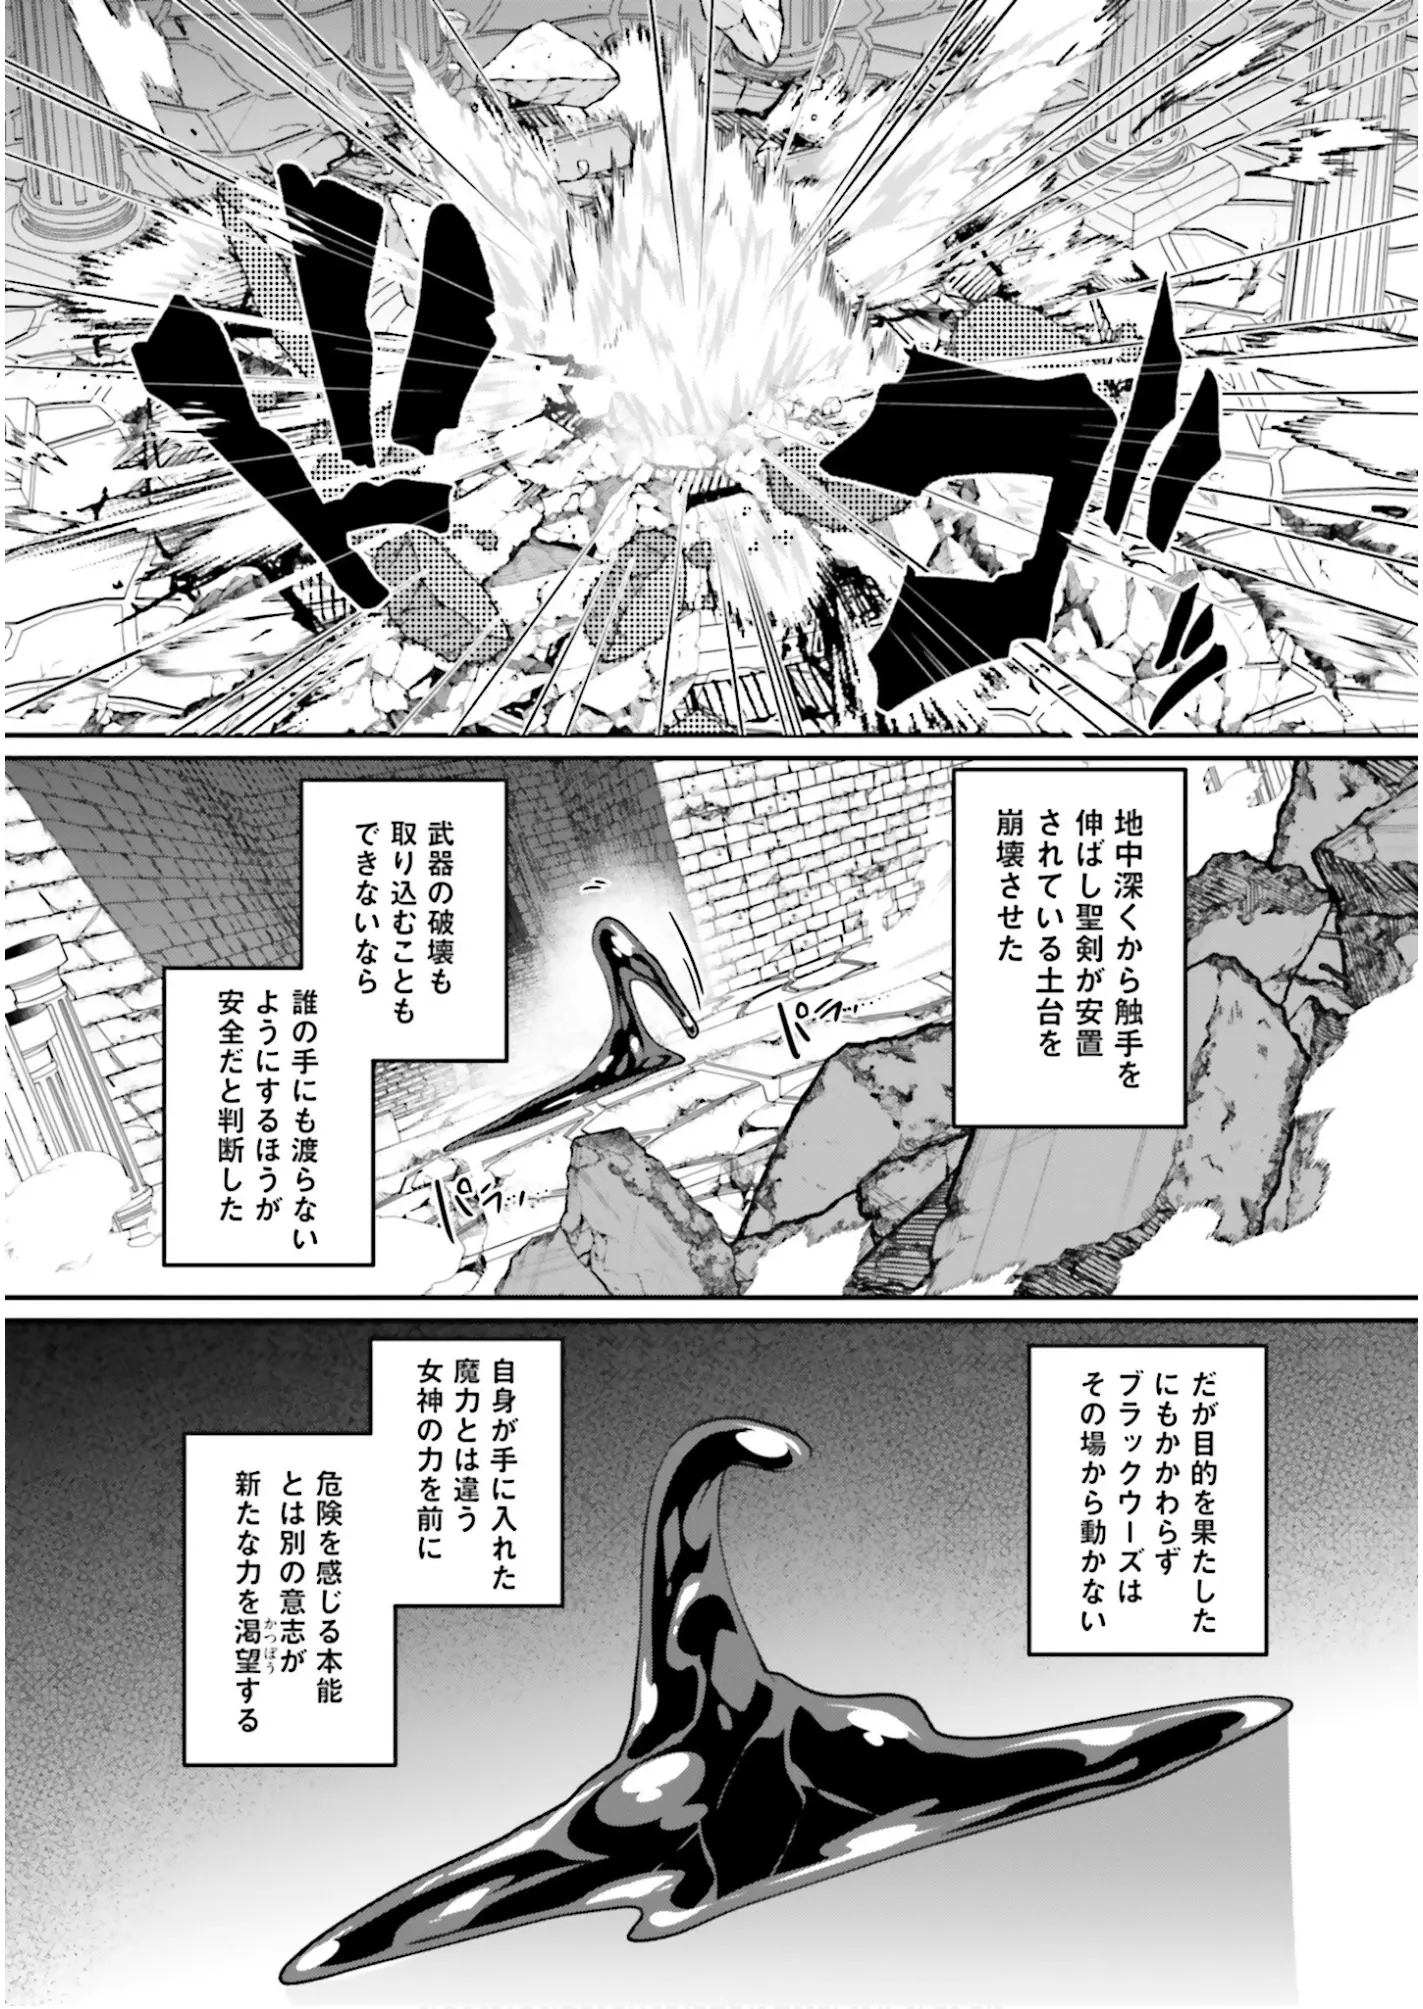 ドゴッ
地中深くから触手を
伸ばし聖剣が安置
されている土台を
崩壊させた
パラ…
パラ…
武器の破壊も
取り込むことも
できないなら
誰の手にも渡らない
ようにするほうが
安全だと判断した
だが目的を果たした
にもかかわらず
ブラックウーズは
その場から動かない
自身が手に入れた
魔力とは違う
女神の力を前に
危険を感じる本能
とは別の意志が
新たな力を渇望する
かつぼう